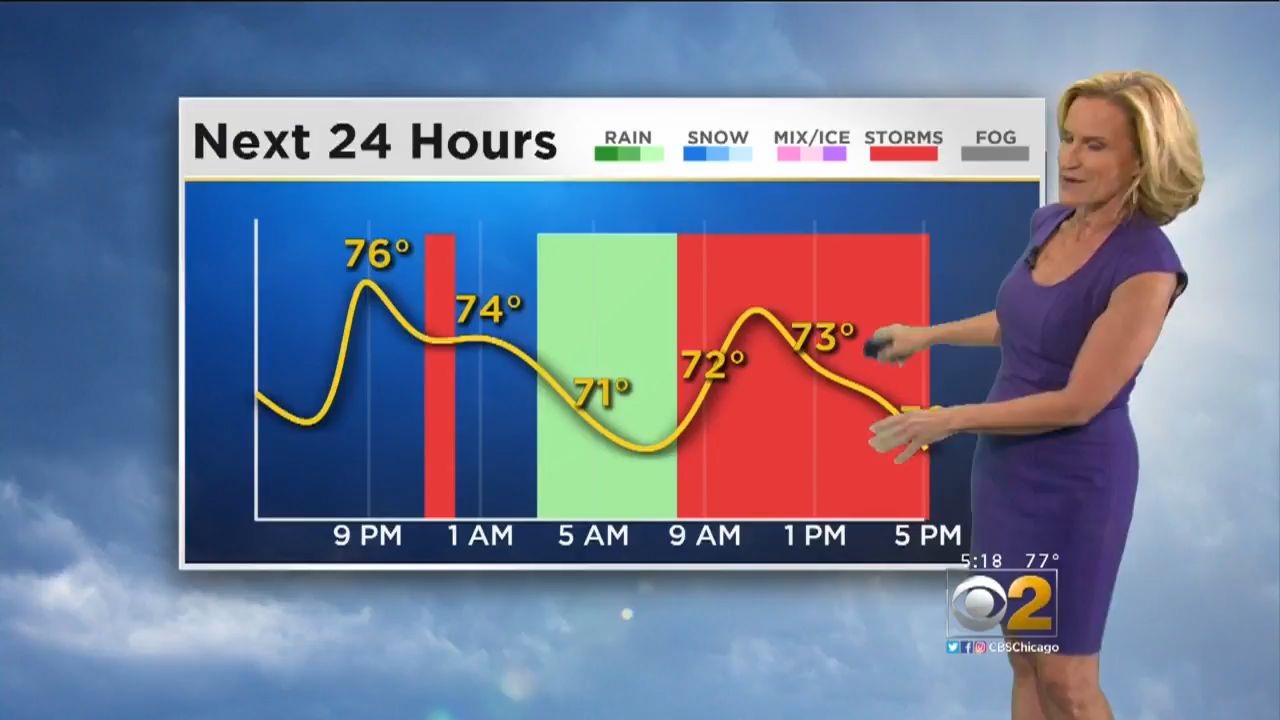 Next 24 Hours
RAIN SNOW MIX/ICE STORMS FOG
76°
74°
71°
72°
73°
9 PM 1 AM 5 AM 9 AM 1 PM 5 PM
5:18 77°
2
CBSChicago